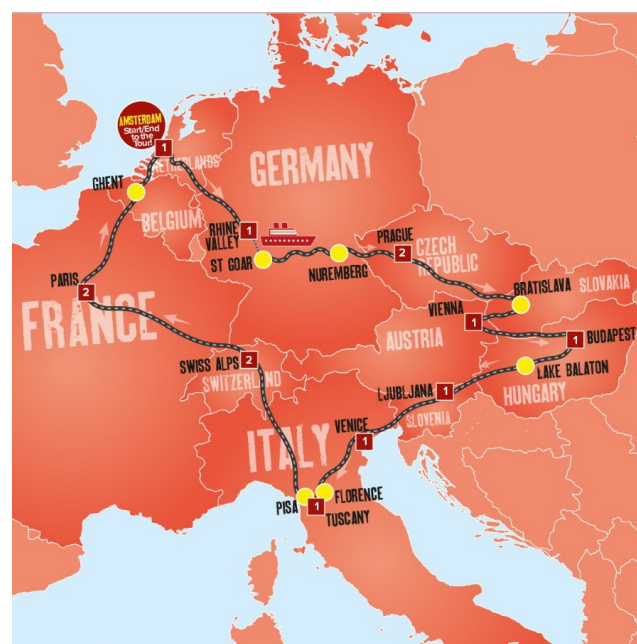 AMSTERDAM
Start/End
to the
Tour!
1
NETHERLANDS
GERMANY
GHENT
BELGIUM
RHINE
VALLEY
1
ST GOAR
NUREMBERG
PRAGUE
2
CZECH
REPUBLIC
BRATISLAVA
SLOVAKIA
PARIS
2
FRANCE
VIENNA
1
AUSTRIA
1
BUDAPEST
SWISS ALPS
2
SWITZERLAND
LAKE BALATON
HUNGARY
LJUBLJANA
1
SLOVENIA
ITALY
VENICE
1
PISA
FLORENCE
1
TUSCANY